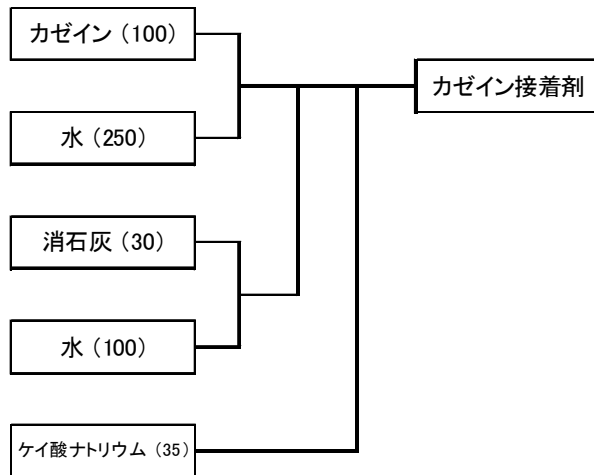 カゼイン（100）
カゼイン接着剤
水（250）
消石灰（30）
水（100）
ケイ酸ナトリウム（35）